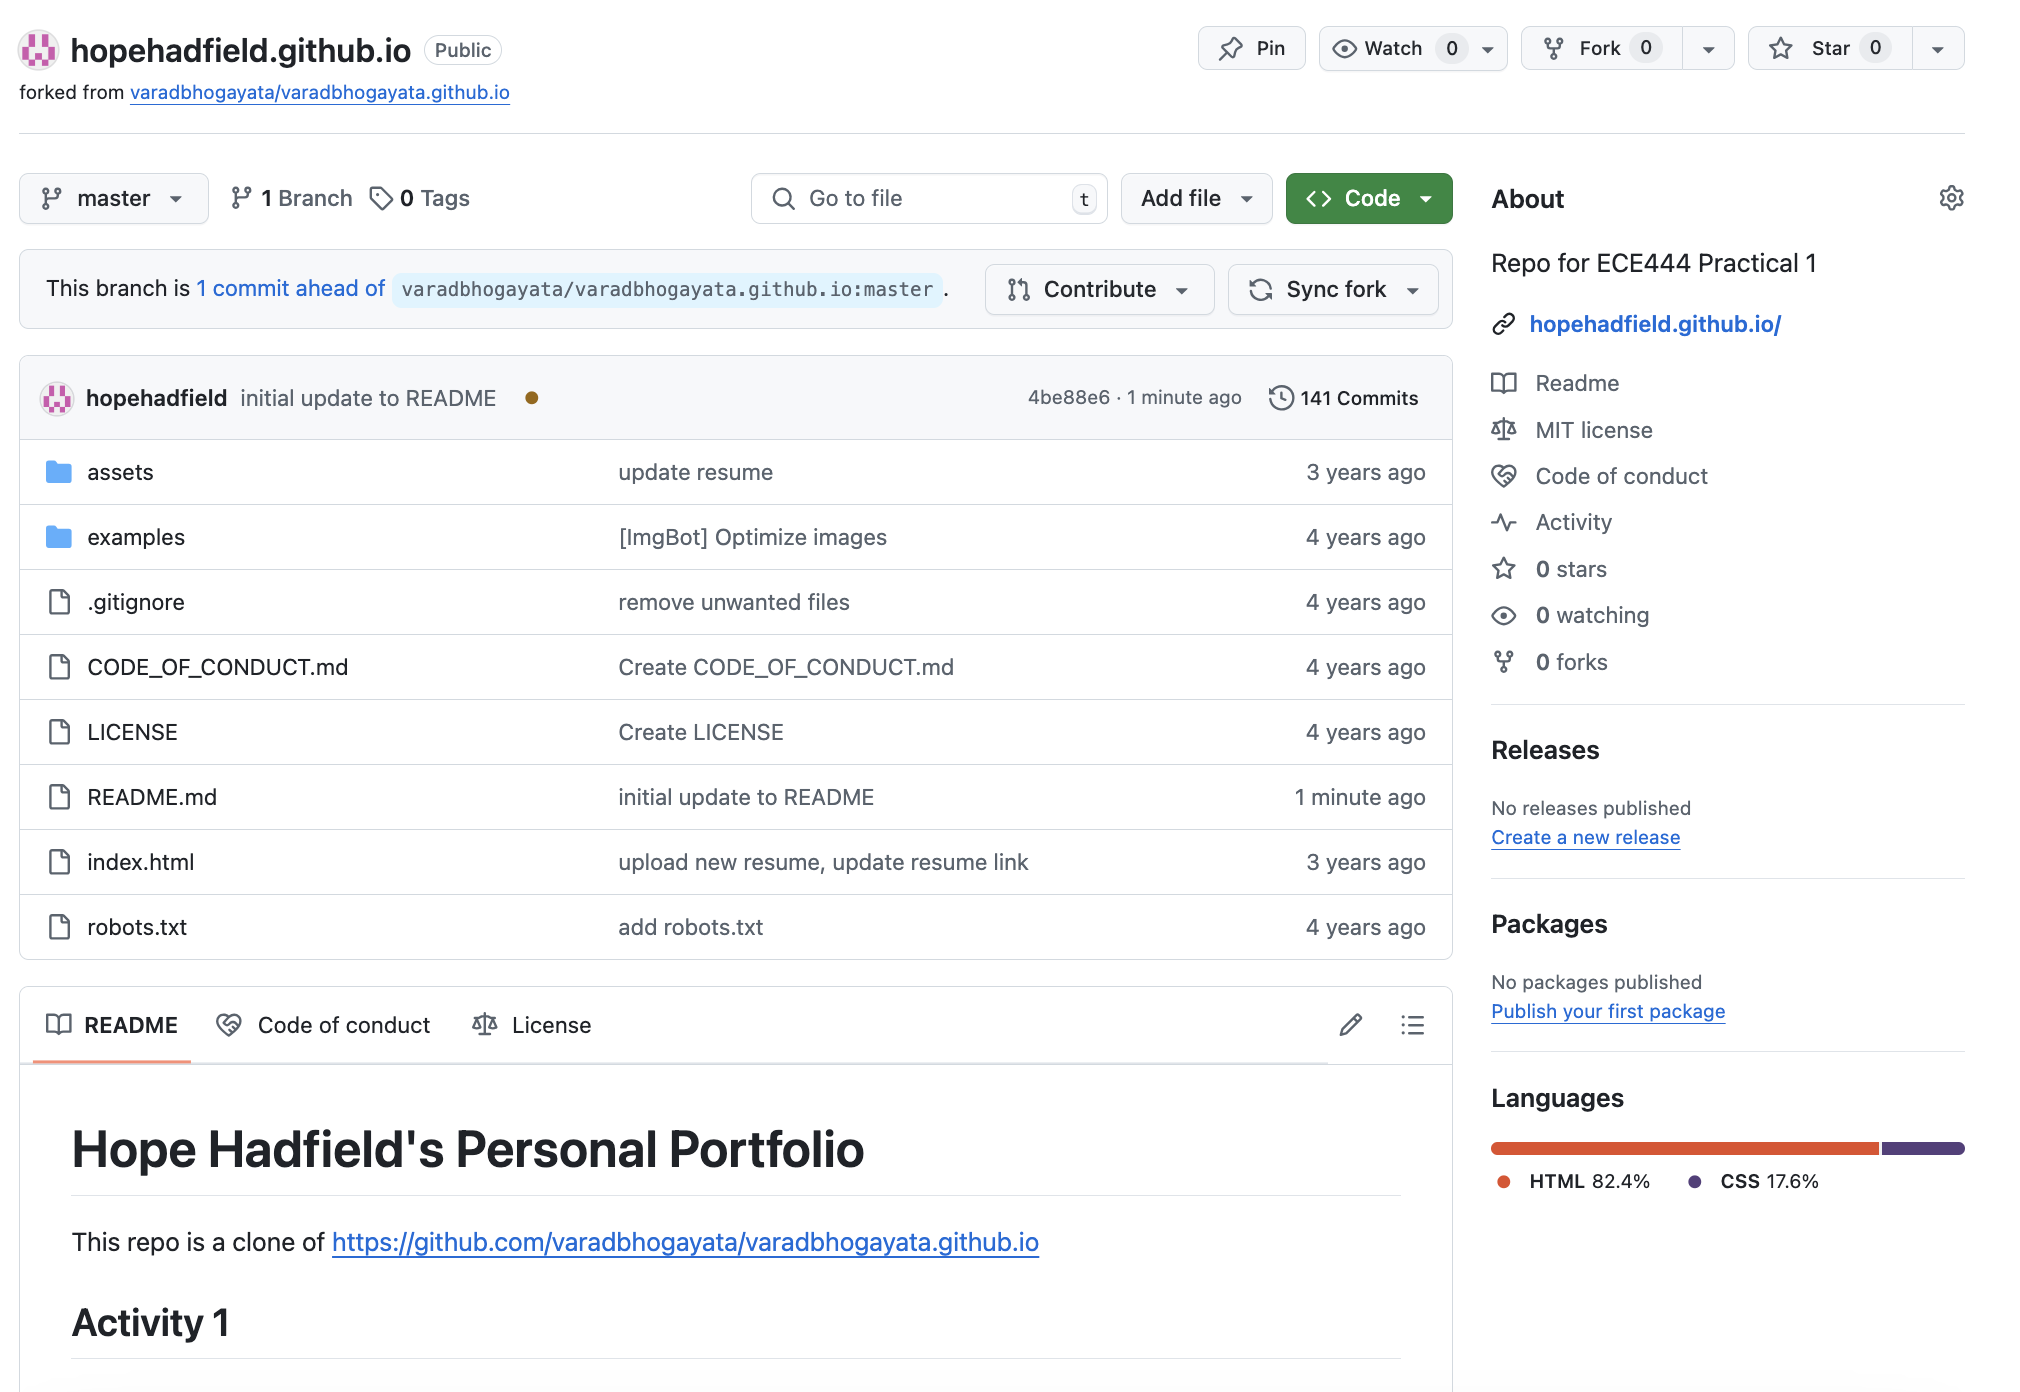 hopehadfield.github.io Public Pin Watch 0 Fork 0 Star 0
forked from varadbhogayata/varadbhogayata.github.io
master 1 Branch 0 Tags Go to file t Add file Code
This branch is 1 commit ahead of varadbhogayata/varadbhogayata.github.io:master . Contribute Sync fork
hopehadfield initial update to README 4be88e6 · 1 minute ago 141 Commits
assets update resume 3 years ago
examples [ImgBot] Optimize images 4 years ago
.gitignore remove unwanted files 4 years ago
CODE_OF_CONDUCT.md Create CODE_OF_CONDUCT.md 4 years ago
LICENSE Create LICENSE 4 years ago
README.md initial update to README 1 minute ago
index.html upload new resume, update resume link 3 years ago
robots.txt add robots.txt 4 years ago
README Code of conduct License
Hope Hadfield's Personal Portfolio
This repo is a clone of https://github.com/varadbhogayata/varadbhogayata.github.io
Activity 1
About
Repo for ECE444 Practical 1
hopehadfield.github.io/
Readme
MIT license
Code of conduct
Activity
0 stars
0 watching
0 forks
Releases
No releases published
Create a new release
Packages
No packages published
Publish your first package
Languages
HTML 82.4% CSS 17.6%